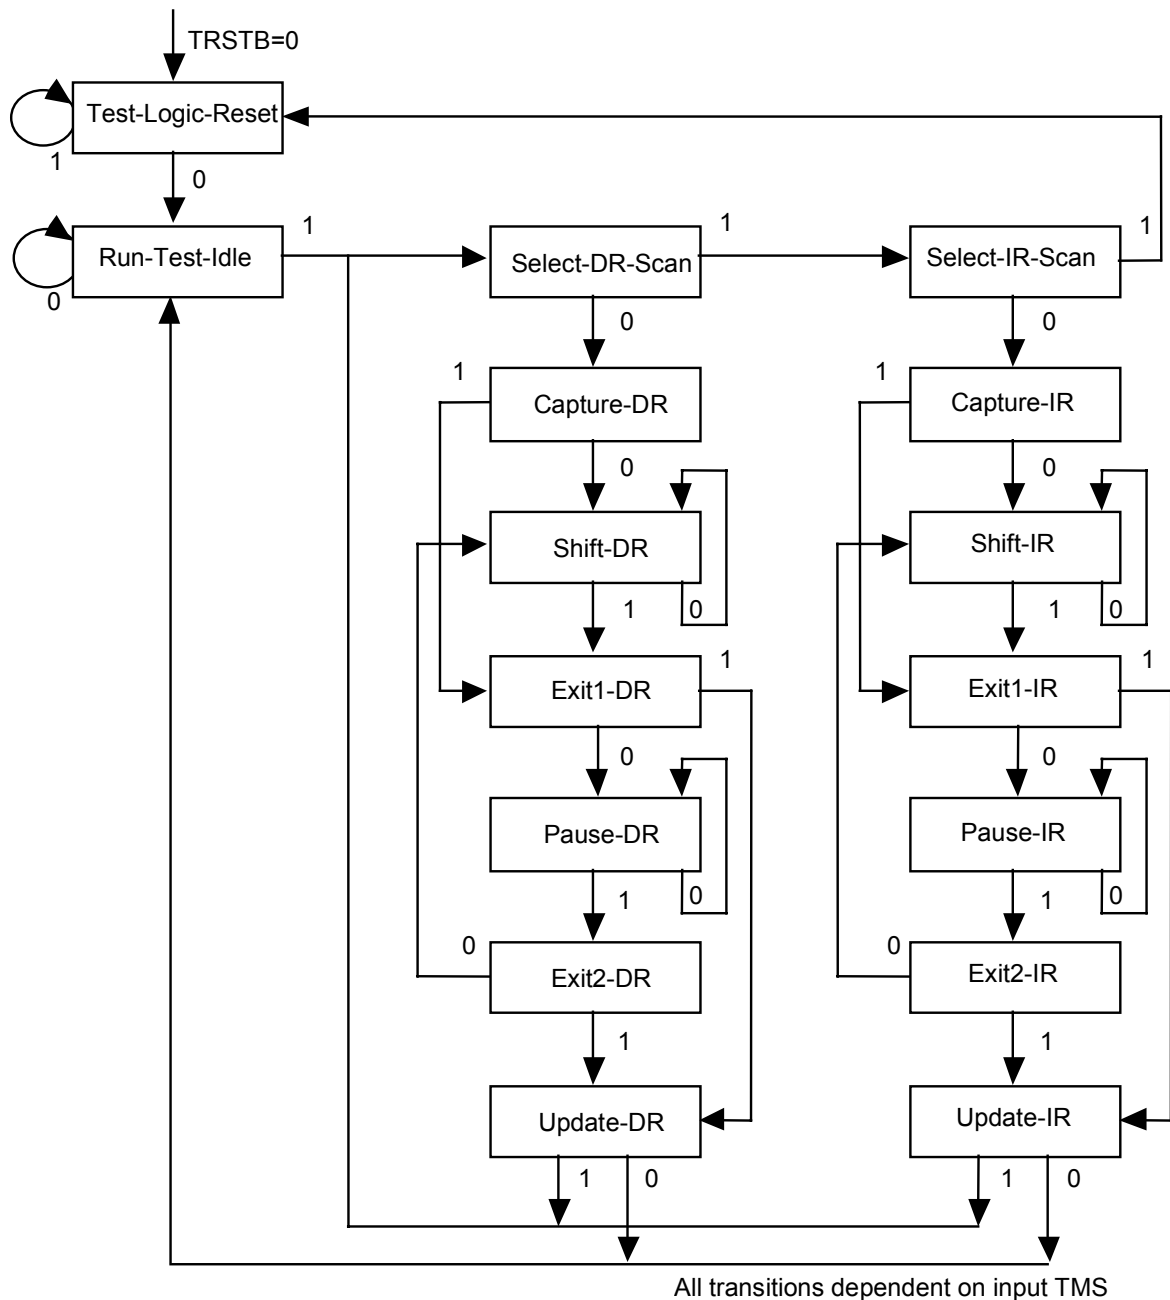 TRSTB=0
Test-Logic-Reset
1
0
Run-Test-Idle
1
0
Select-DR-Scan
1
Select-IR-Scan
1
0
0
1
Capture-DR
1
Capture-IR
0
0
Shift-DR
Shift-IR
1
0
1
0
Exit1-DR
1
Exit1-IR
1
0
0
Pause-DR
Pause-IR
1
0
1
0
0
Exit2-DR
0
Exit2-IR
1
1
Update-DR
Update-IR
1
0
1
0
All transitions dependent on input TMS